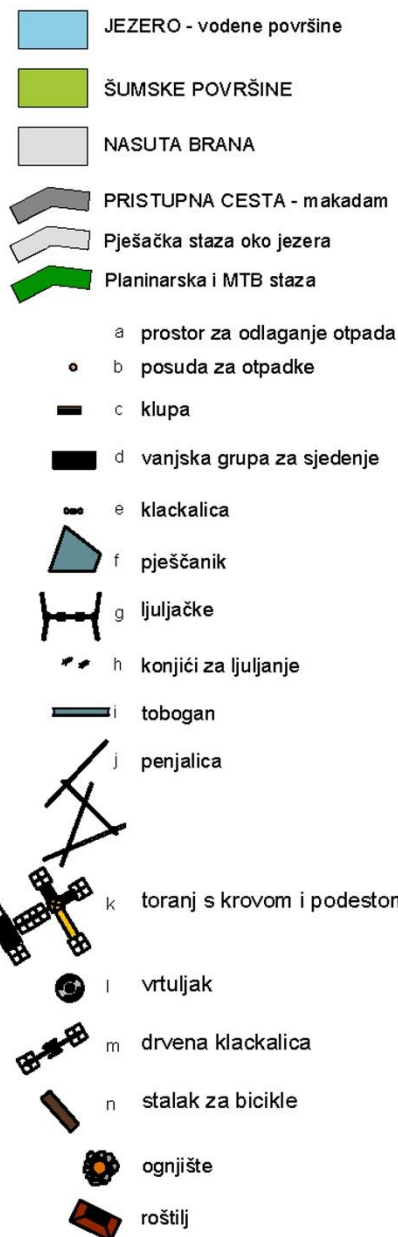 JEZERO - vodene površine
ŠUMSKE POVRŠINE
NASUTA BRANA
PRISTUPNA CESTA - makadam
Pješačka staza oko jezera
Planinarska i MTB staza
a prostor za odlaganje otpada
b posuda za otpadke
c klupa
d vanjska grupa za sjedenje
e klackalica
f pješčanik
g ljuljačke
h konjići za ljuljanje
i tobogan
j penjalica
k toranj s krovom i podeston
l vrtuljak
m drvena klackalica
n stalak za bicikle
ognjište
roštilj